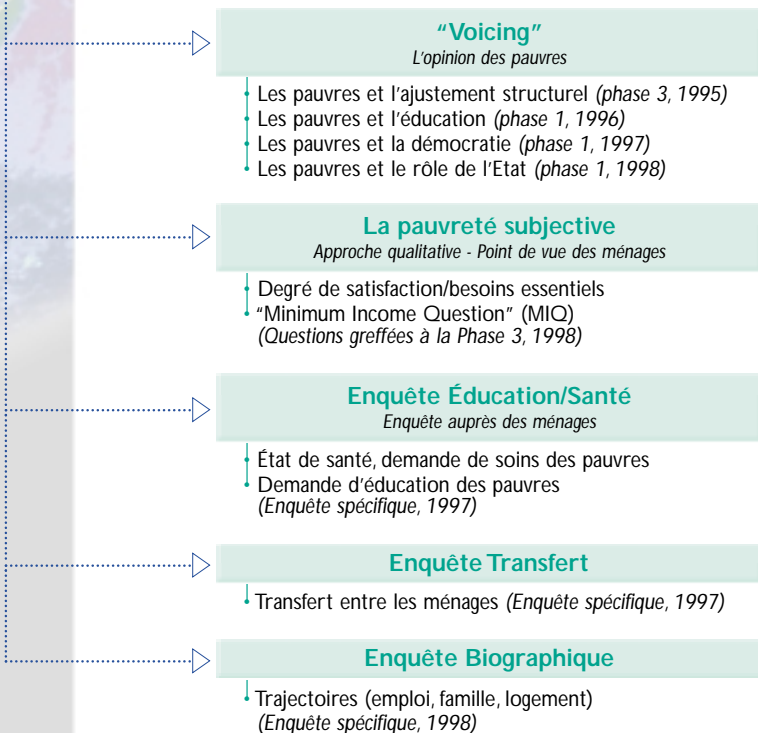 “Voicing”
L'opinion des pauvres
• Les pauvres et l'ajustement structurel (phase 3, 1995)
• Les pauvres et l'éducation (phase 1, 1996)
• Les pauvres et la démocratie (phase 1, 1997)
• Les pauvres et le rôle de l'Etat (phase 1, 1998)
La pauvreté subjective
Approche qualitative - Point de vue des ménages
• Degré de satisfaction/besoins essentiels
• “Minimum Income Question” (MIQ)
(Questions greffées à la Phase 3, 1998)
Enquête Éducation/Santé
Enquête auprès des ménages
• État de santé, demande de soins des pauvres
• Demande d'éducation des pauvres
(Enquête spécifique, 1997)
Enquête Transfert
• Transfert entre les ménages (Enquête spécifique, 1997)
Enquête Biographique
• Trajectoires (emploi, famille, logement)
(Enquête spécifique, 1998)